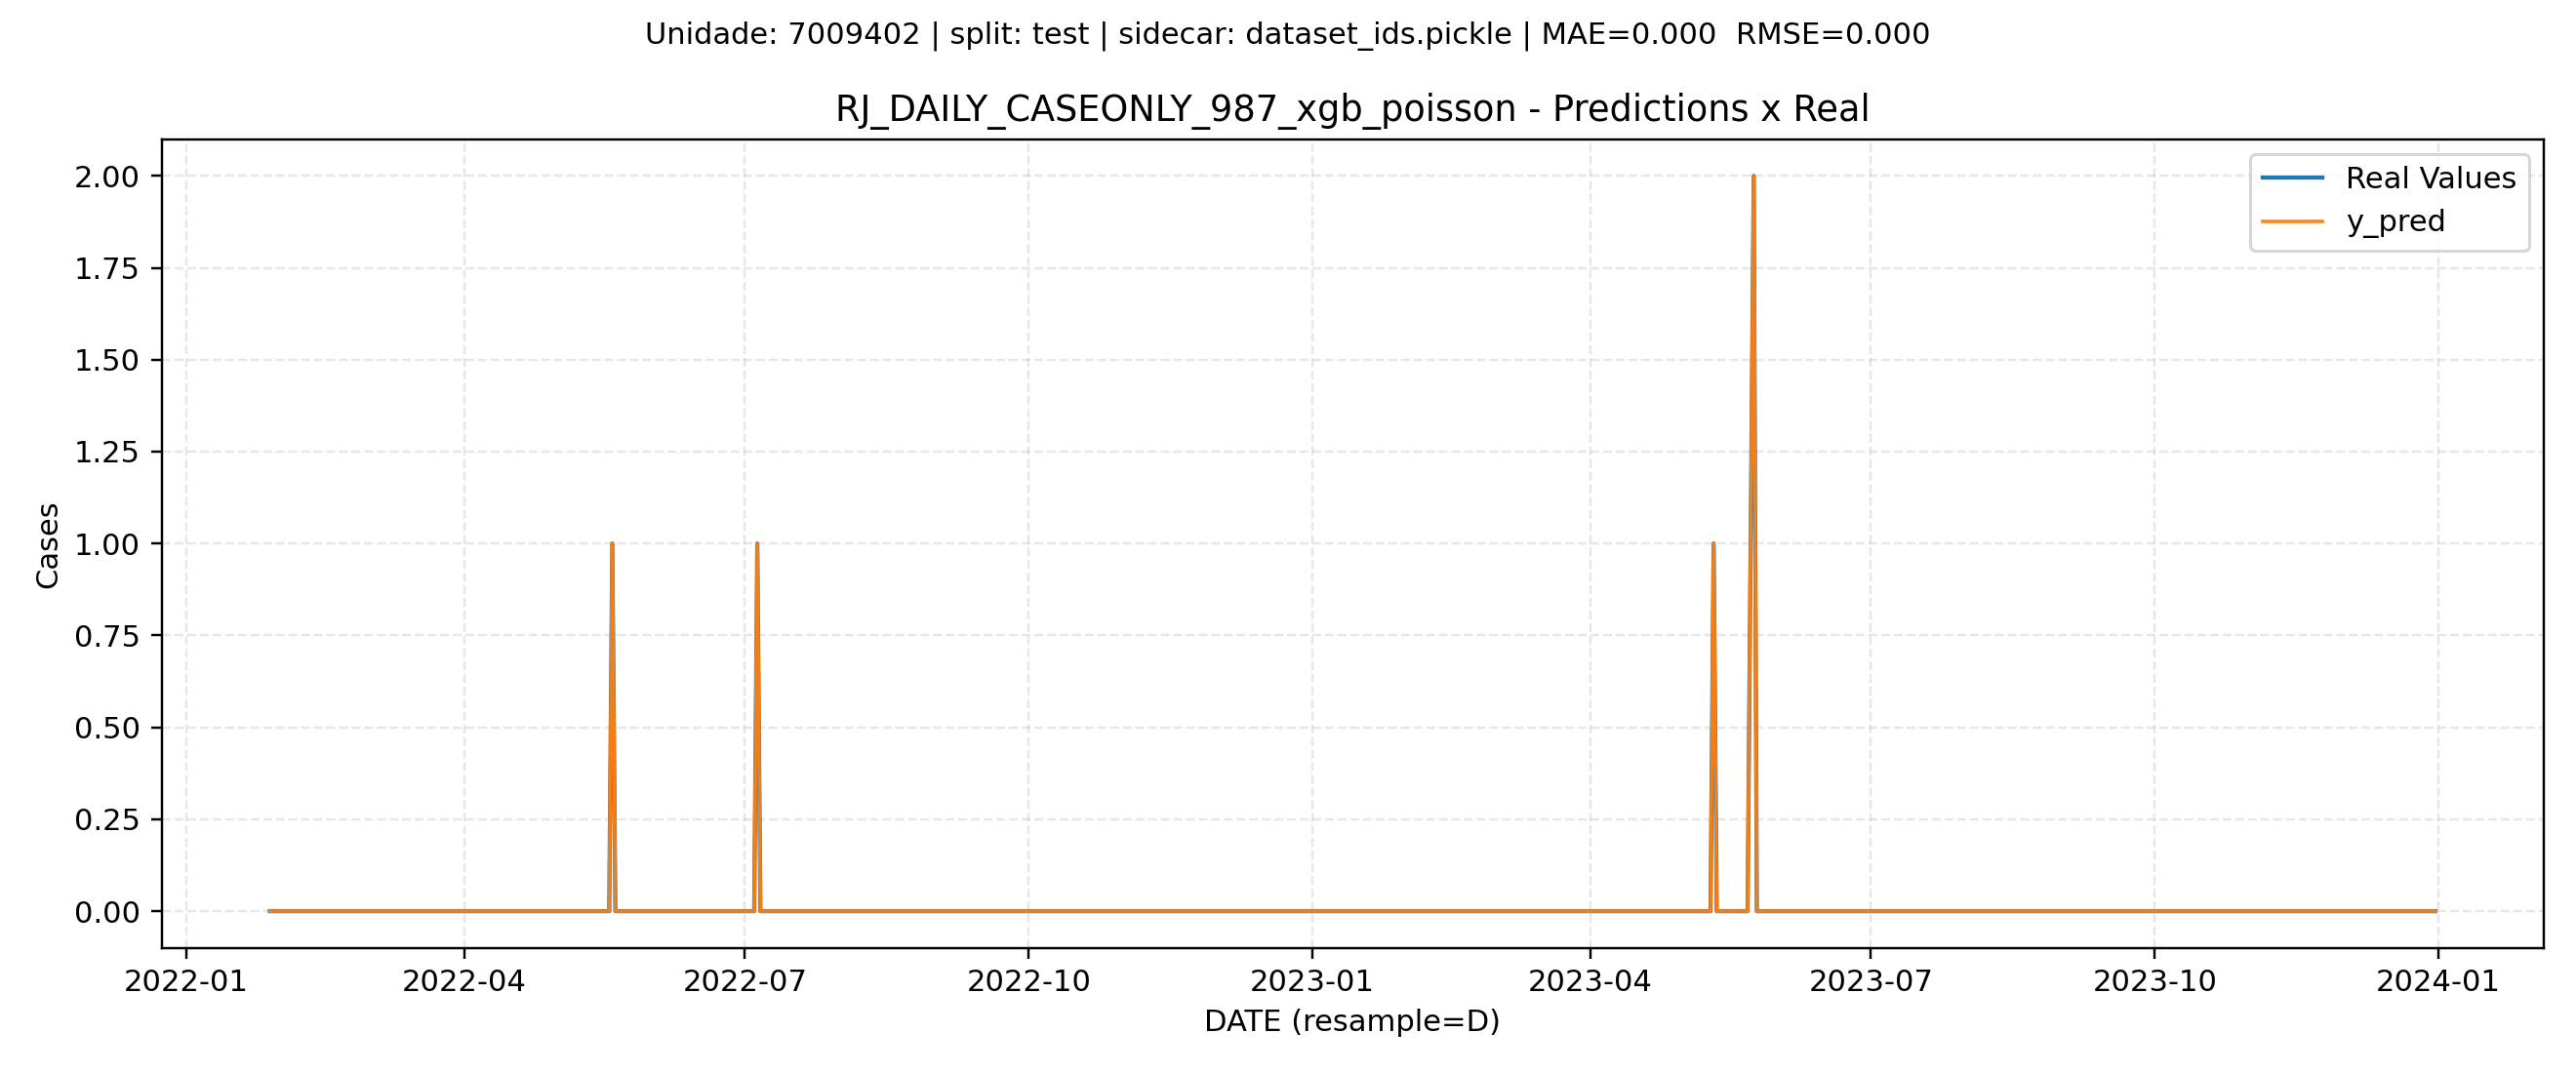 Unidade: 7009402 | split: test | sidecar: dataset_ids.pickle | MAE=0.000  RMSE=0.000
RJ_DAILY_CASEONLY_987_xgb_poisson - Predictions x Real
Real Values
y_pred
Cases
2.00
1.75
1.50
1.25
1.00
0.75
0.50
0.25
0.00
2022-01 2022-04 2022-07 2022-10 2023-01 2023-04 2023-07 2023-10 2024-01
DATE (resample=D)